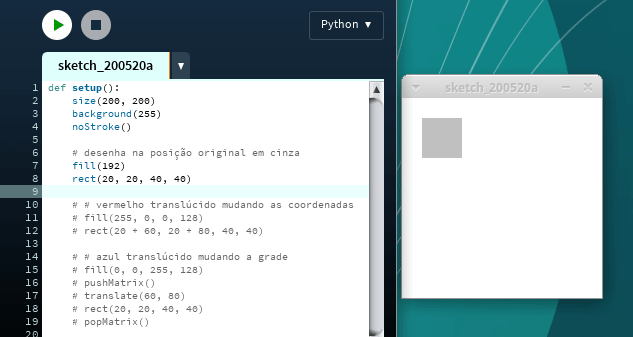 Python ▼
sketch_200520a ▼
1 def setup():
2 size(200, 200)
3 background(255)
4 noStroke()
5
6 # desenha na posição original em cinza
7 fill(192)
8 rect(20, 20, 40, 40)
9
10 # # vermelho translúcido mudando as coordenadas
11 # fill(255, 0, 0, 128)
12 # rect(20 + 60, 20 + 80, 40, 40)
13
14 # # azul translúcido mudando a grade
15 # fill(0, 0, 255, 128)
16 # pushMatrix()
17 # translate(60, 80)
18 # rect(20, 20, 40, 40)
19 # popMatrix()
20
sketch_200520a